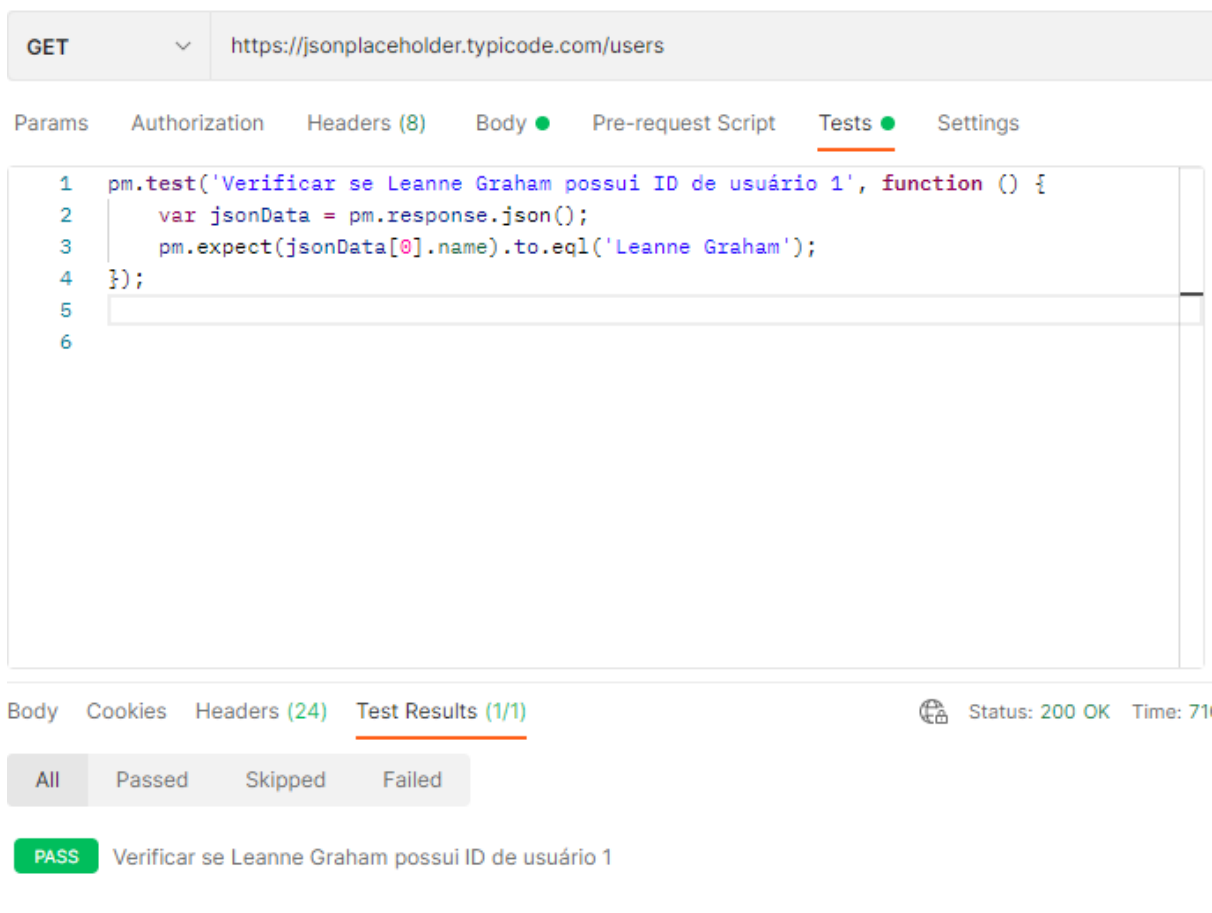 GET https://jsonplaceholder.typicode.com/users
Params Authorization Headers (8) Body Pre-request Script Tests Settings
1 pm.test('Verificar se Leanne Graham possui ID de usuário 1', function () {
2 var jsonData = pm.response.json();
3 pm.expect(jsonData[0].name).to.eql('Leanne Graham');
4 });
5
6
Body Cookies Headers (24) Test Results (1/1) Status: 200 OK Time:
All Passed Skipped Failed
PASS Verificar se Leanne Graham possui ID de usuário 1